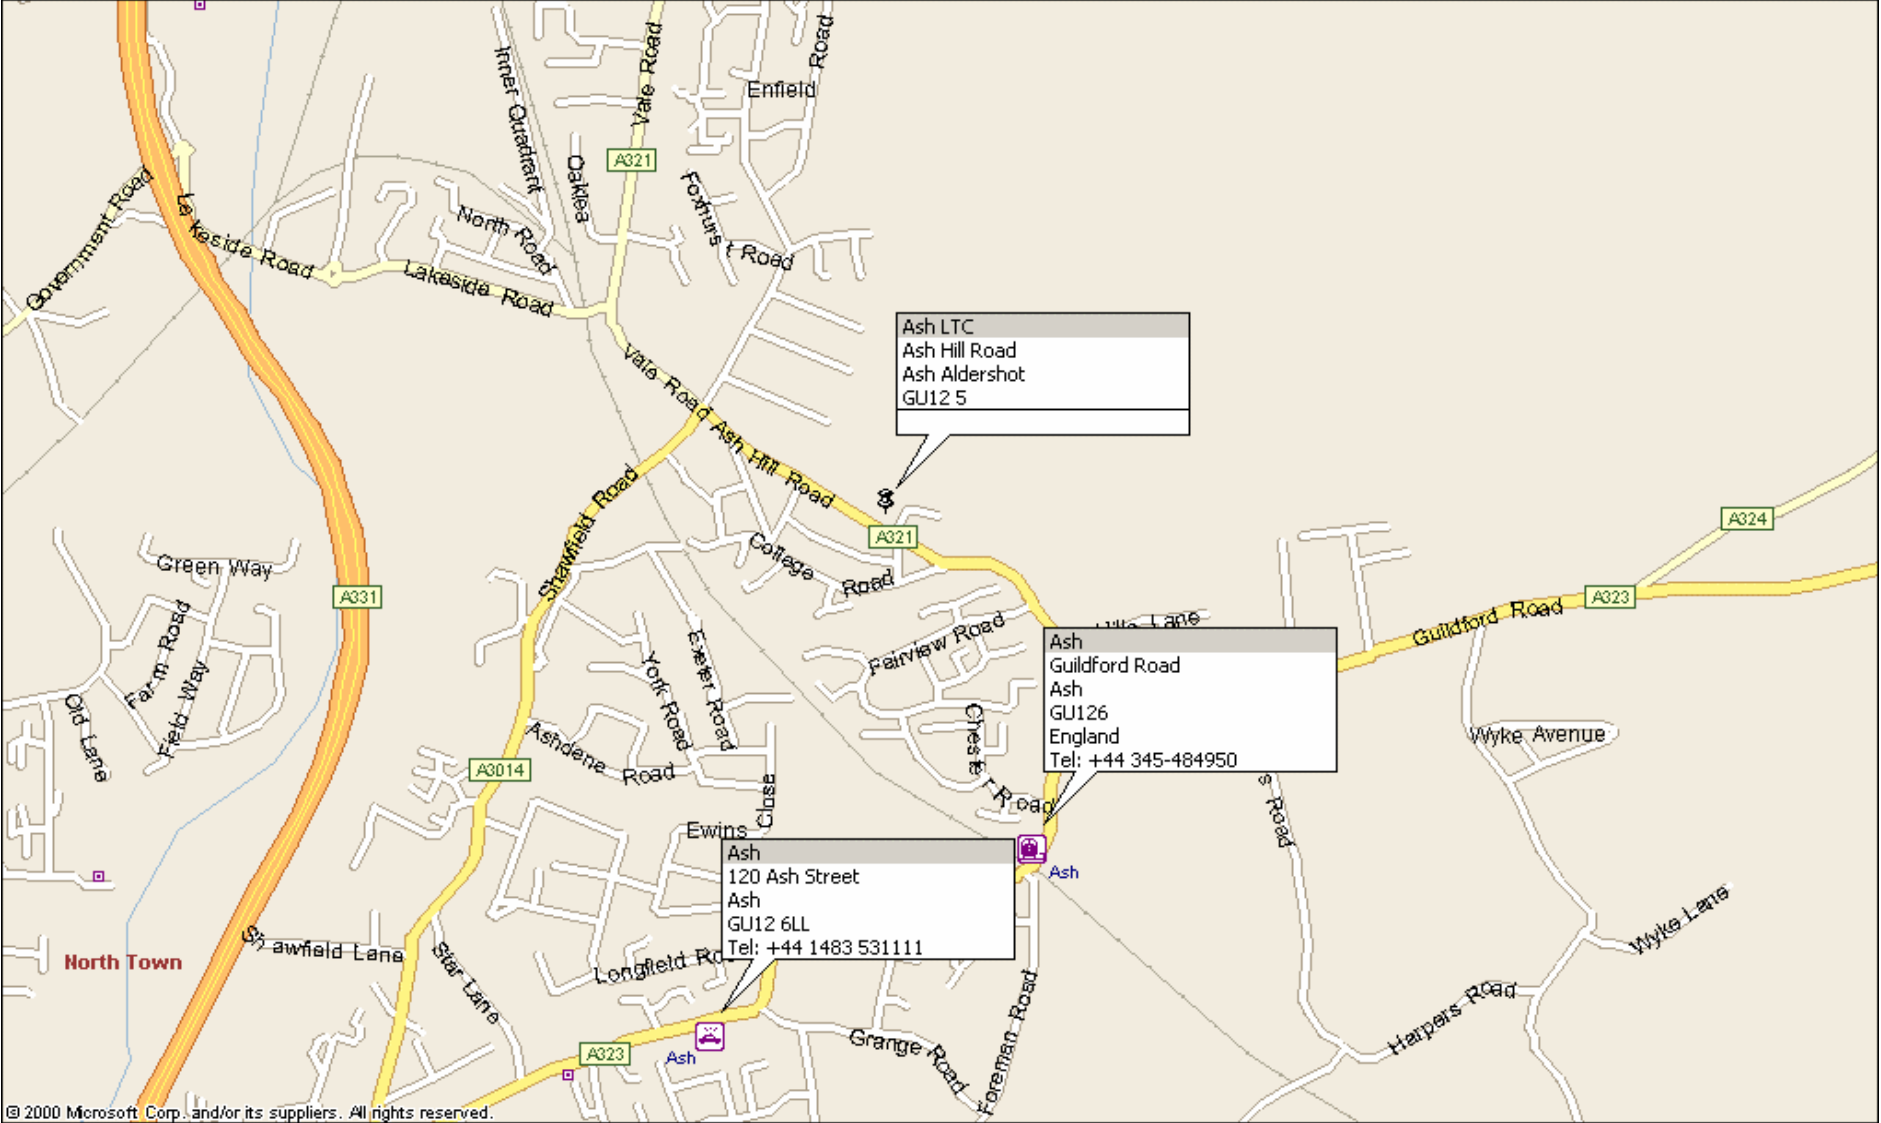 Inner Quadrant
Vale Road
Road
Enfield
A321
Oaklea
Foxhurst Road
Government Road
Lakeside Road
North Road
Lakeside Road
Ash LTC
Ash Hill Road
Ash Aldershot
GU12 5
Vale Road
Ash Hill Road
Shawfield Road
A321
A324
College Road
Green Way
A331
A323
Guildford Road
Farm Road
Field Way
Old Lane
Exeter Road
York Road
Fairview Road
Lane
Ash
Guildford Road
Ash
GU126
England
Tel: +44 345-484950
Chester Road
Wyke Avenue
Ashdene Road
A3014
s Road
Ewins Close
Ash
120 Ash Street
Ash
GU12 6LL
Tel: +44 1483 531111
Ash
Wyke Lane
Shawfield Lane
North Town
Star Lane
Longfield Ro
Harpers Road
Grange Road
Foreman Road
A323
Ash
© 2000 Microsoft Corp. and/or its suppliers. All rights reserved.